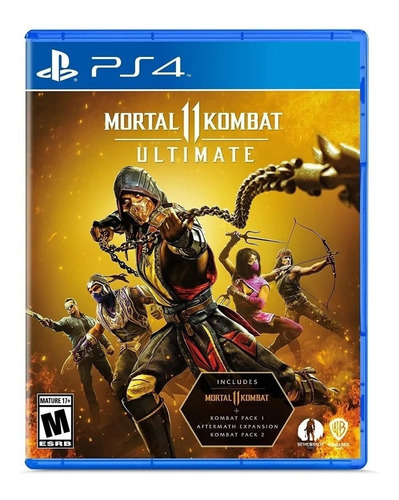 PS4
MORTAL 11 KOMBAT
ULTIMATE
INCLUDES
MORTAL 11 KOMBAT
+
KOMBAT PACK 1
AFTERMATH EXPANSION
KOMBAT PACK 2
MATURE 17+
M
ESRB
WB